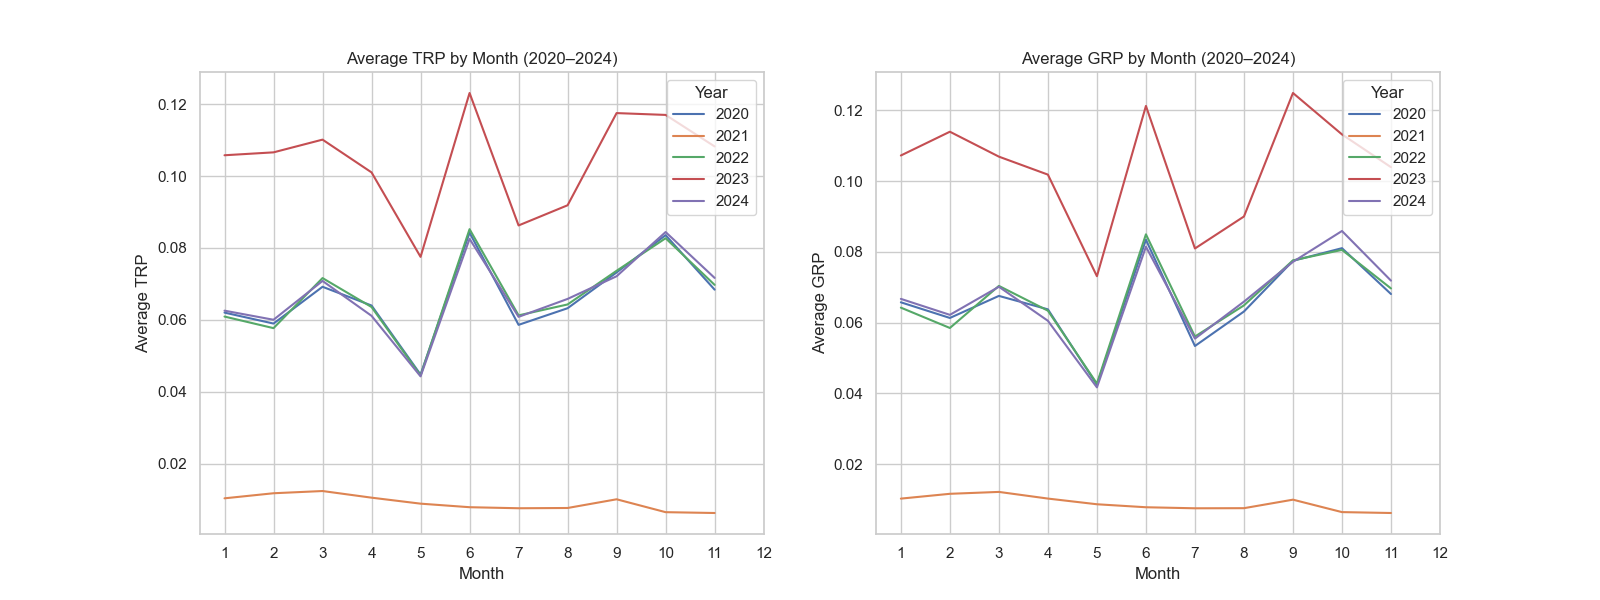 Average TRP by Month (2020–2024)
Year
2020
2021
2022
2023
2024
0.12
0.10
0.08
0.06
0.04
0.02
Average TRP
1 2 3 4 5 6 7 8 9 10 11 12
Month
Average GRP by Month (2020–2024)
Year
2020
2021
2022
2023
2024
0.12
0.10
0.08
0.06
0.04
0.02
Average GRP
1 2 3 4 5 6 7 8 9 10 11 12
Month